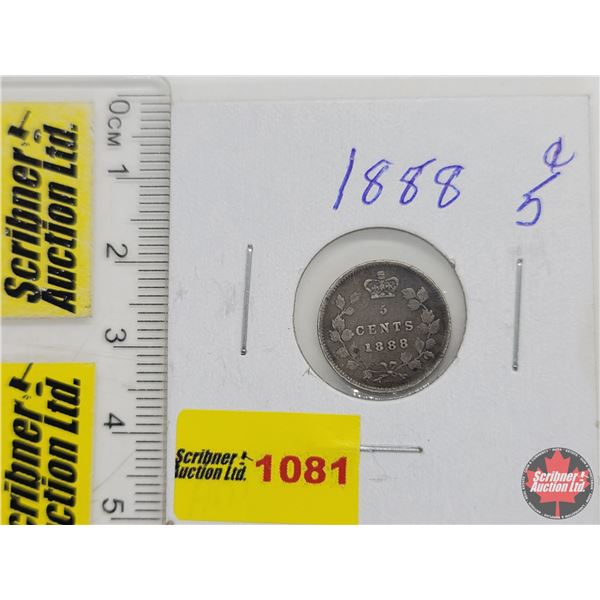 0CM 1 2 3 4 5
Scribner
Auction Ltd.
Scribner
Auction Ltd.
1888 5¢
5
CENTS
1888
Scribner
Auction Ltd. 1081
Scribner
Auction Ltd.